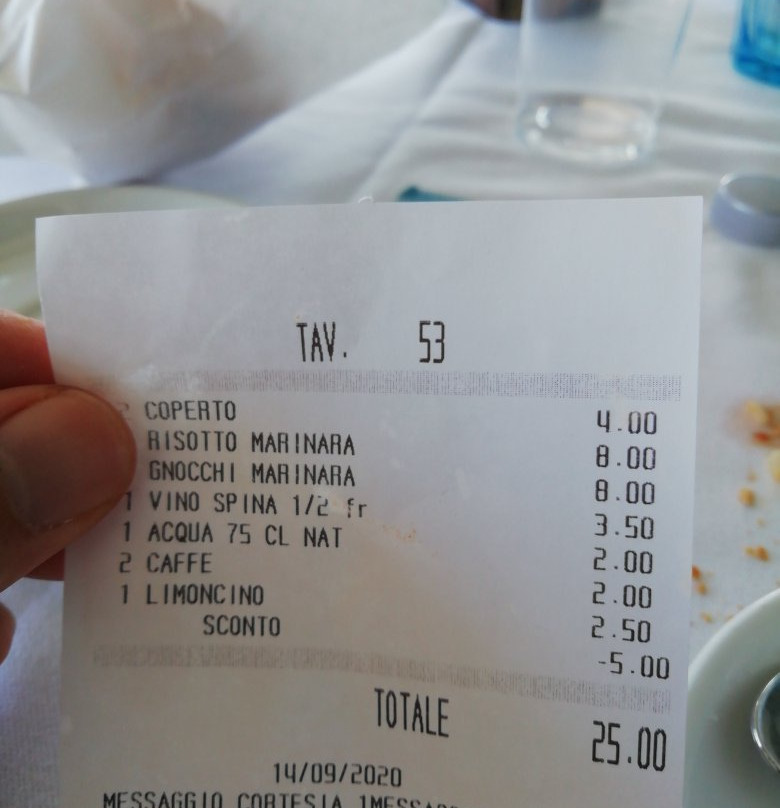 TAV. 53
2 COPERTO 4.00
RISOTTO MARINARA 8.00
GNOCCHI MARINARA 8.00
1 VINO SPINA 1/2 fr 3.50
1 ACQUA 75 CL NAT 2.00
2 CAFFE 2.00
1 LIMONCINO 2.50
SCONTO -5.00
TOTALE 25.00
14/09/2020
MESSAGGIO CORTESIA